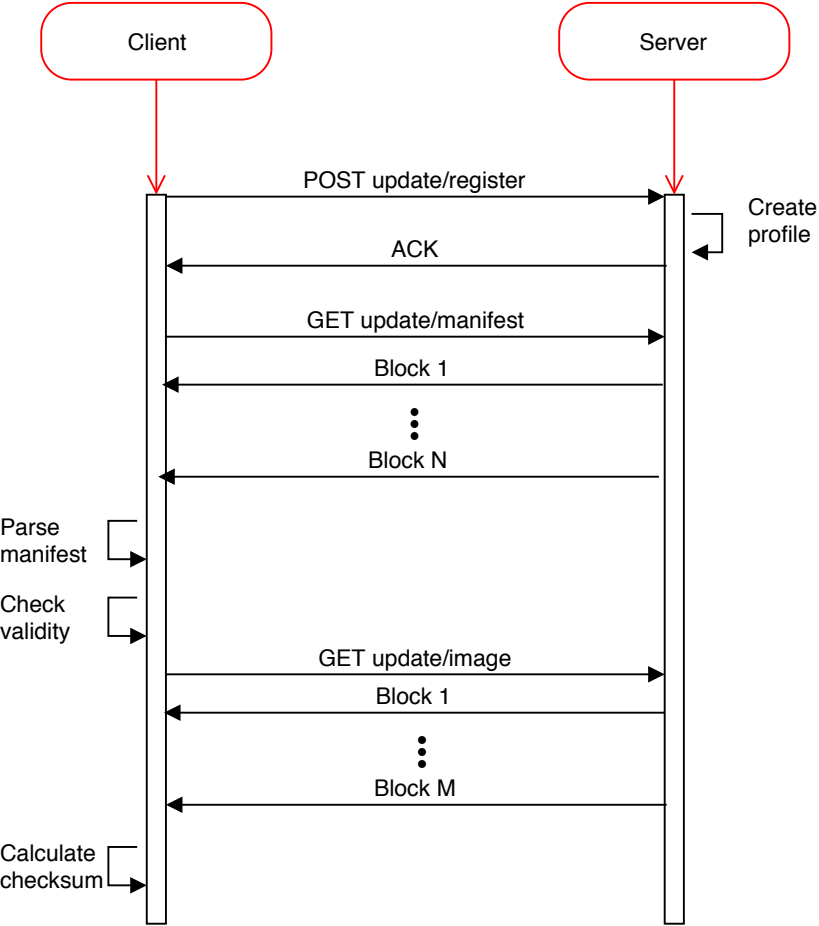 Client
Server
POST update/register
Create
profile
ACK
GET update/manifest
Block 1
Block N
Parse
manifest
Check
validity
GET update/image
Block 1
Block M
Calculate
checksum